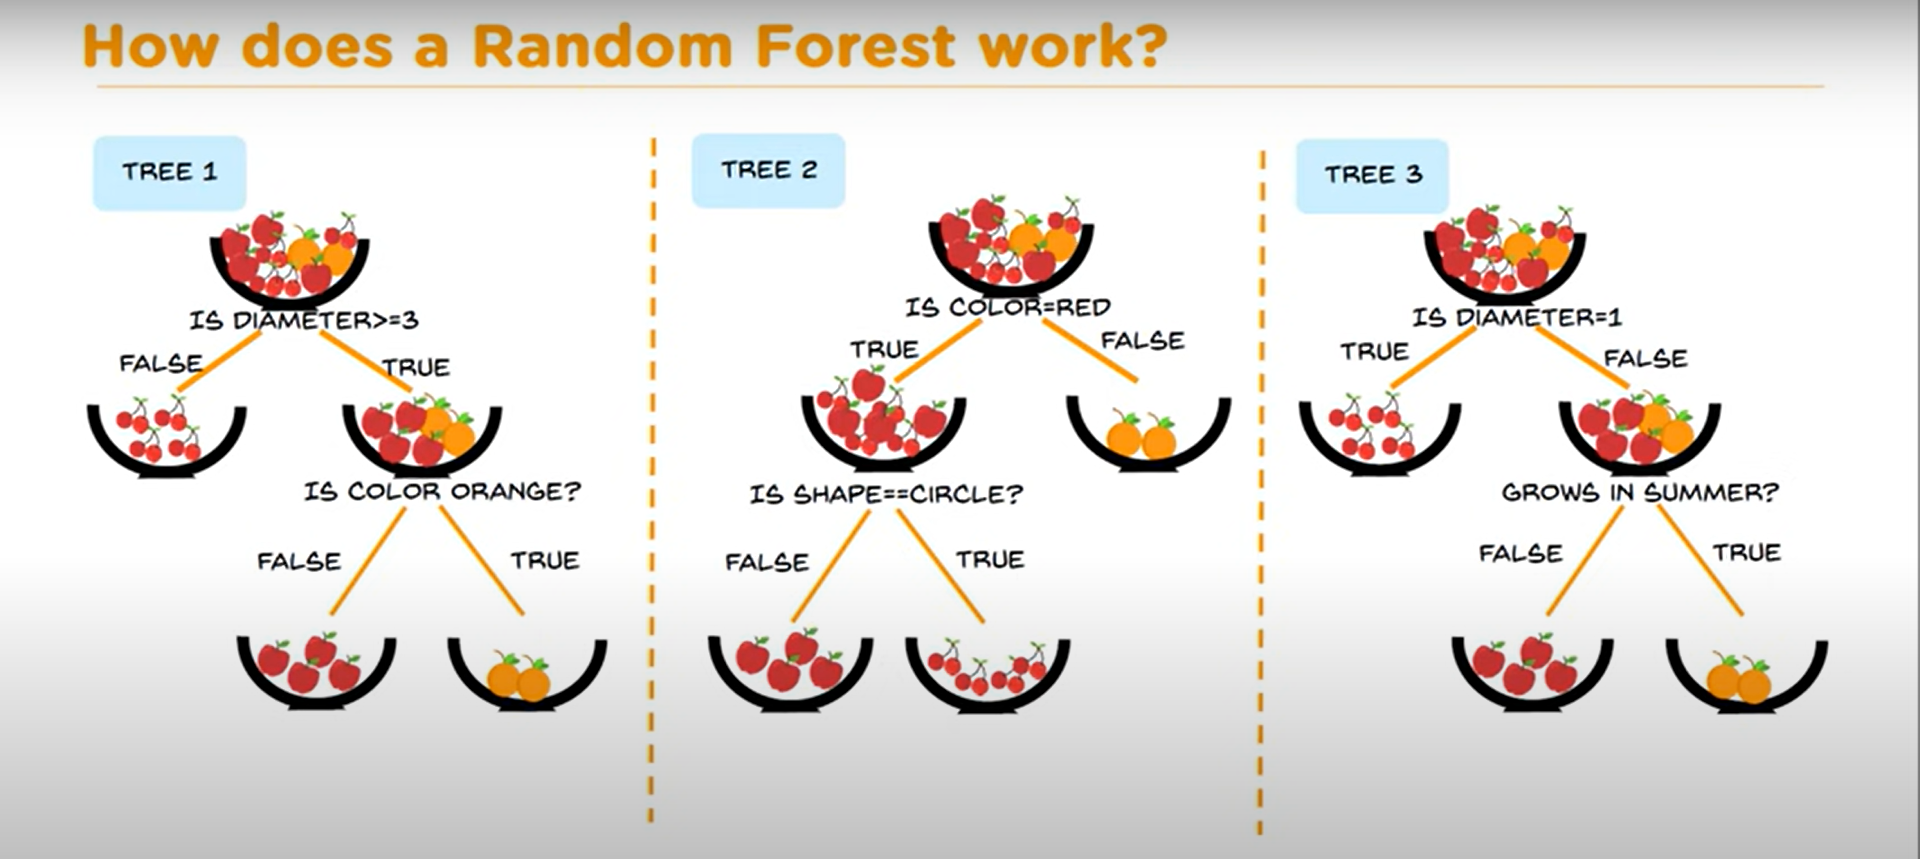 How does a Random Forest work?
TREE 1
IS DIAMETER>=3
FALSE
TRUE
IS COLOR ORANGE?
FALSE
TRUE
TREE 2
IS COLOR=RED
TRUE
FALSE
IS SHAPE==CIRCLE?
FALSE
TRUE
TREE 3
IS DIAMETER=1
TRUE
FALSE
GROWS IN SUMMER?
FALSE
TRUE